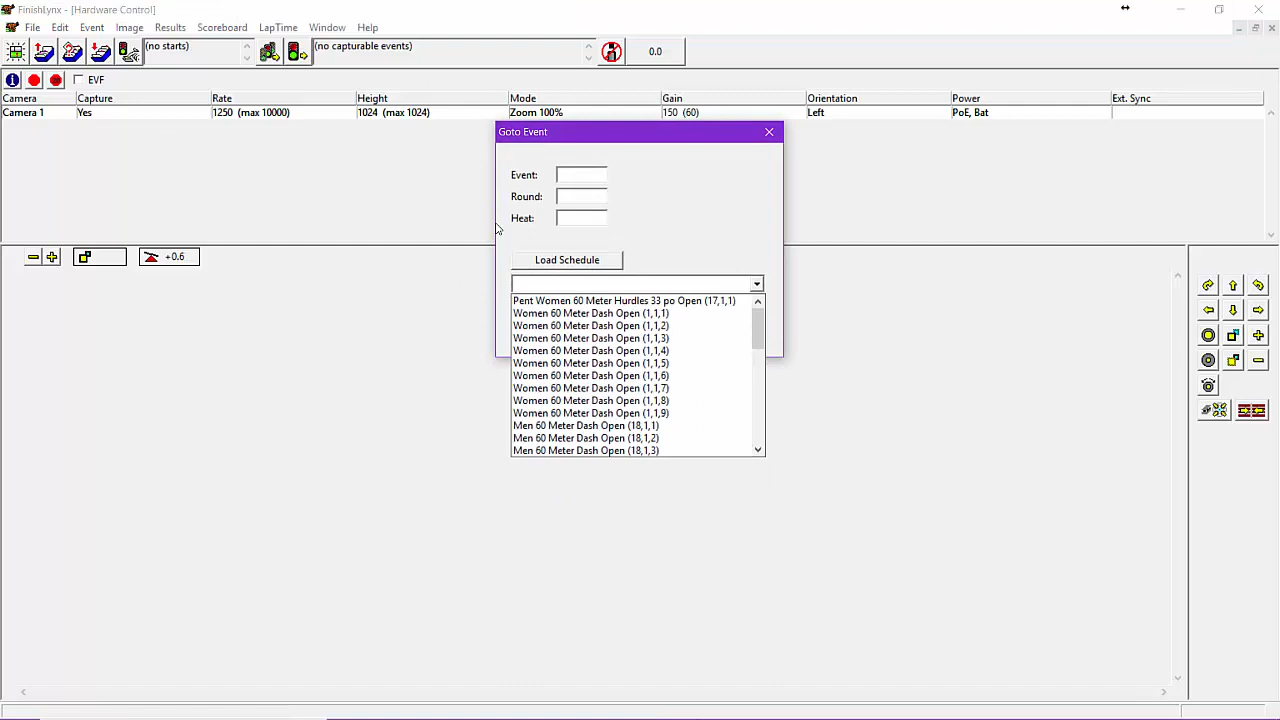 FinishLynx - [Hardware Control]
File Edit Event Image Results Scoreboard LapTime Window Help
(no starts) (no capturable events) 0.0
EVF
Camera Capture Rate Height Mode Gain Orientation Power Ext. Sync
Camera 1 Yes 1250 (max 10000) 1024 (max 1024) Zoom 100% 150 (60) Left PoE, Bat
Goto Event
Event:
Round:
Heat:
+0.6
Load Schedule
Pent Women 60 Meter Hurdles 33 po Open (17,1,1)
Women 60 Meter Dash Open (1,1,1)
Women 60 Meter Dash Open (1,1,2)
Women 60 Meter Dash Open (1,1,3)
Women 60 Meter Dash Open (1,1,4)
Women 60 Meter Dash Open (1,1,5)
Women 60 Meter Dash Open (1,1,6)
Women 60 Meter Dash Open (1,1,7)
Women 60 Meter Dash Open (1,1,8)
Women 60 Meter Dash Open (1,1,9)
Men 60 Meter Dash Open (18,1,1)
Men 60 Meter Dash Open (18,1,2)
Men 60 Meter Dash Open (18,1,3)